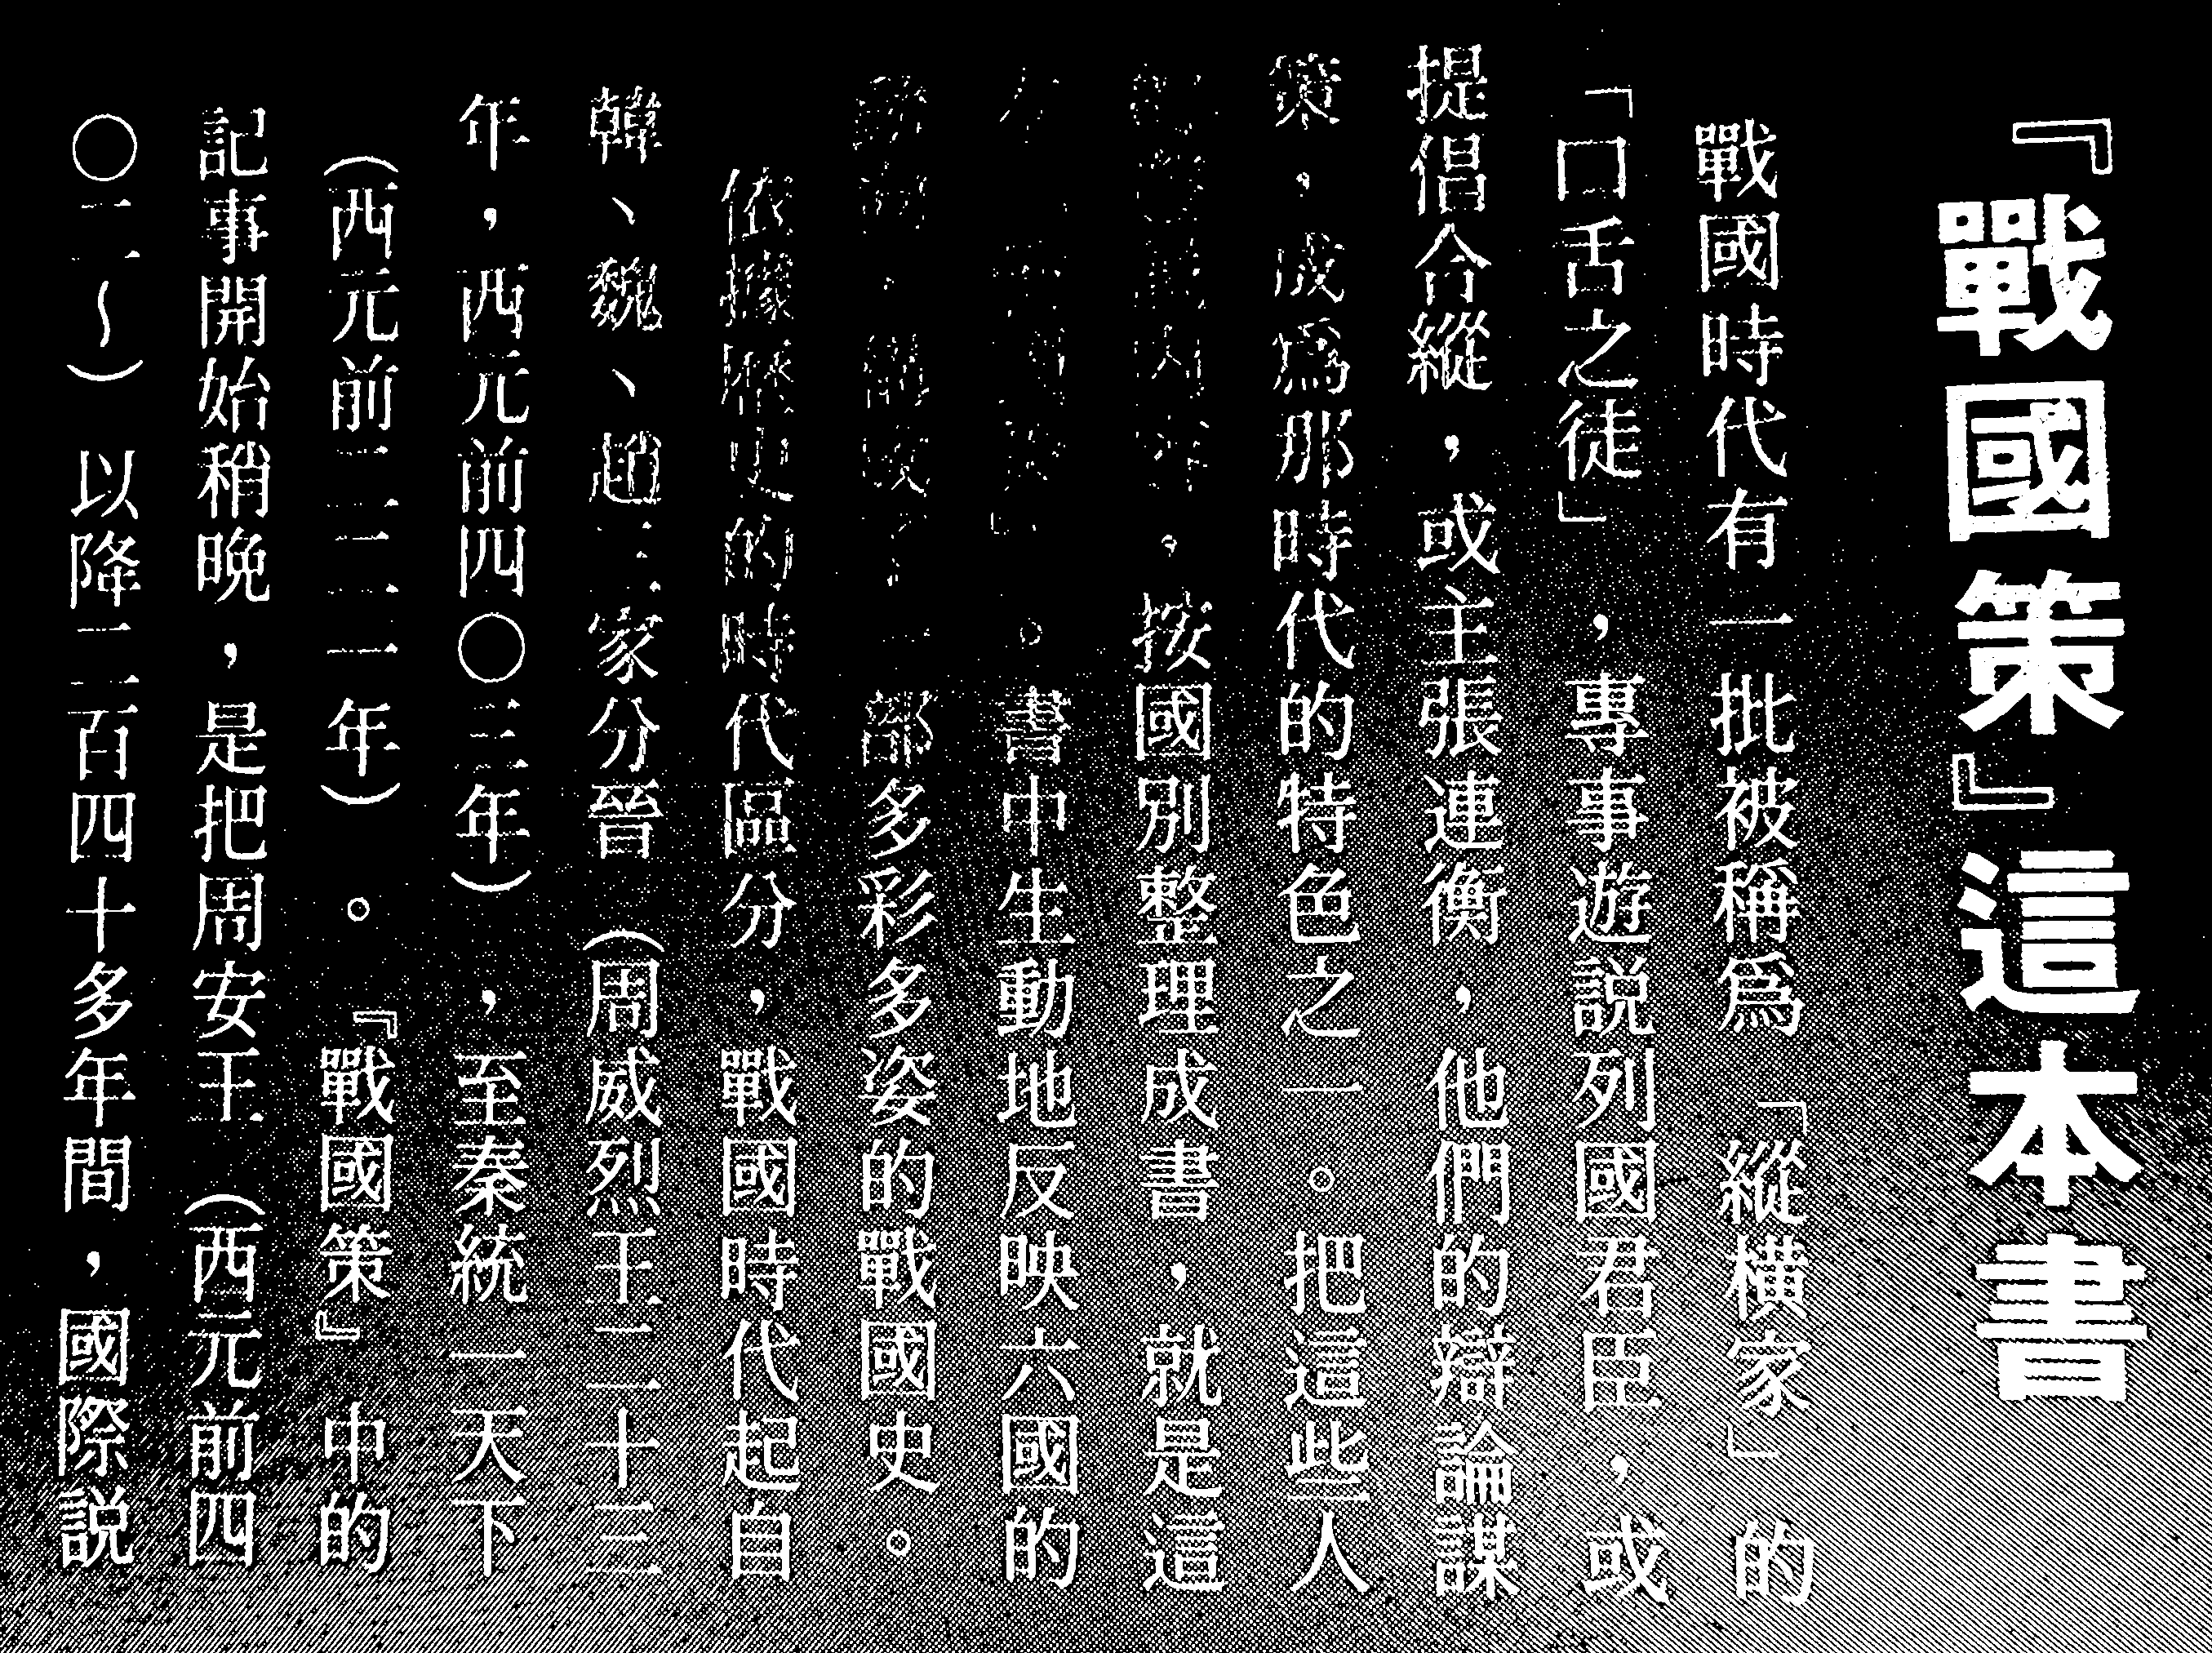 『戰國策』這本書
戰國時代有一批被稱爲「縱橫家」的
「口舌之徒」，專事遊説列國君臣，或
提倡合縱，或主張連衡，他們的辯論謀
策，成爲那時代的特色之一。把這些人
。按國別整理成書，就是這
」。書中生動地反映六國的
部多彩多姿的戰國史。
依據歷史的時代區分，戰國時代起自
韓、魏、趙三家分晉（周威烈王二十三
年，西元前四〇三年），至秦統一天下
（西元前二二一年）。『戰國策』中的
記事開始稍晚，是把周安王（西元前四
〇二～）以降二百四十多年間，國際説